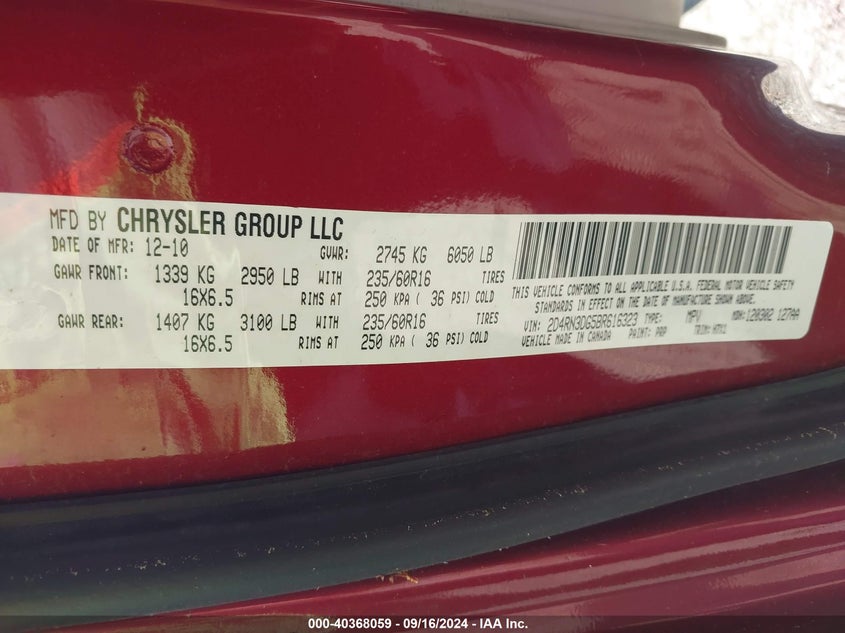 MFD BY CHRYSLER GROUP LLC
DATE OF MFR: 12-10 GVWR: 2745 KG 6050 LB
GAWR FRONT: 1339 KG 2950 LB WITH 235/60R16 TIRES
16X6.5 RIMS AT 250 KPA ( 36 PSI) COLD
GAWR REAR: 1407 KG 3100 LB WITH 235/60R16 TIRES
16X6.5 RIMS AT 250 KPA ( 36 PSI) COLD
THIS VEHICLE CONFORMS TO ALL APPLICABLE U.S.A. FEDERAL MOTOR VEHICLE SAFETY
STANDARDS IN EFFECT ON THE DATE OF MANUFACTURE SHOWN ABOVE.
VIN: 2D4RN3DG5BR616323 TYPE: MPV MDH: 120302 127AA
VEHICLE MADE IN CANADA PAINT: PRP TRIM:
000-40368059 - 09/16/2024 - IAA Inc.